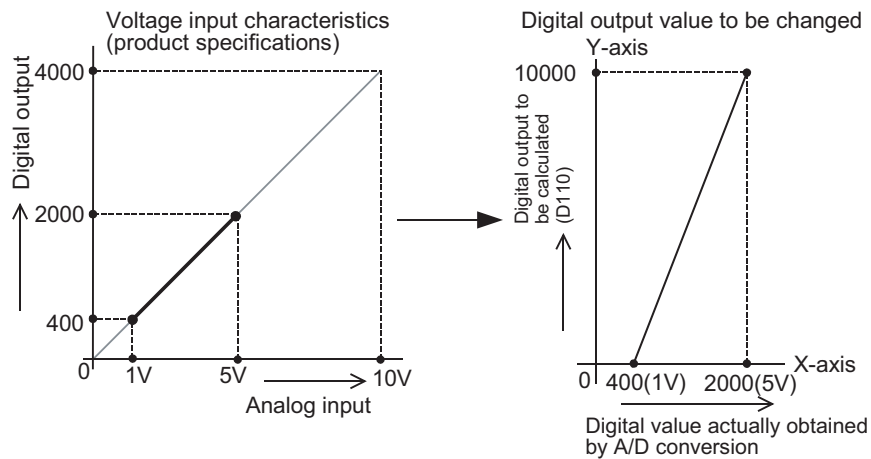 Voltage input characteristics
(product specifications)
Digital output
4000
2000
400
0
1V
5V
10V
Analog input
Digital output value to be changed
Y-axis
10000
Digital output to
be calculated
(D110)
X-axis
0
400(1V)
2000(5V)
Digital value actually obtained
by A/D conversion